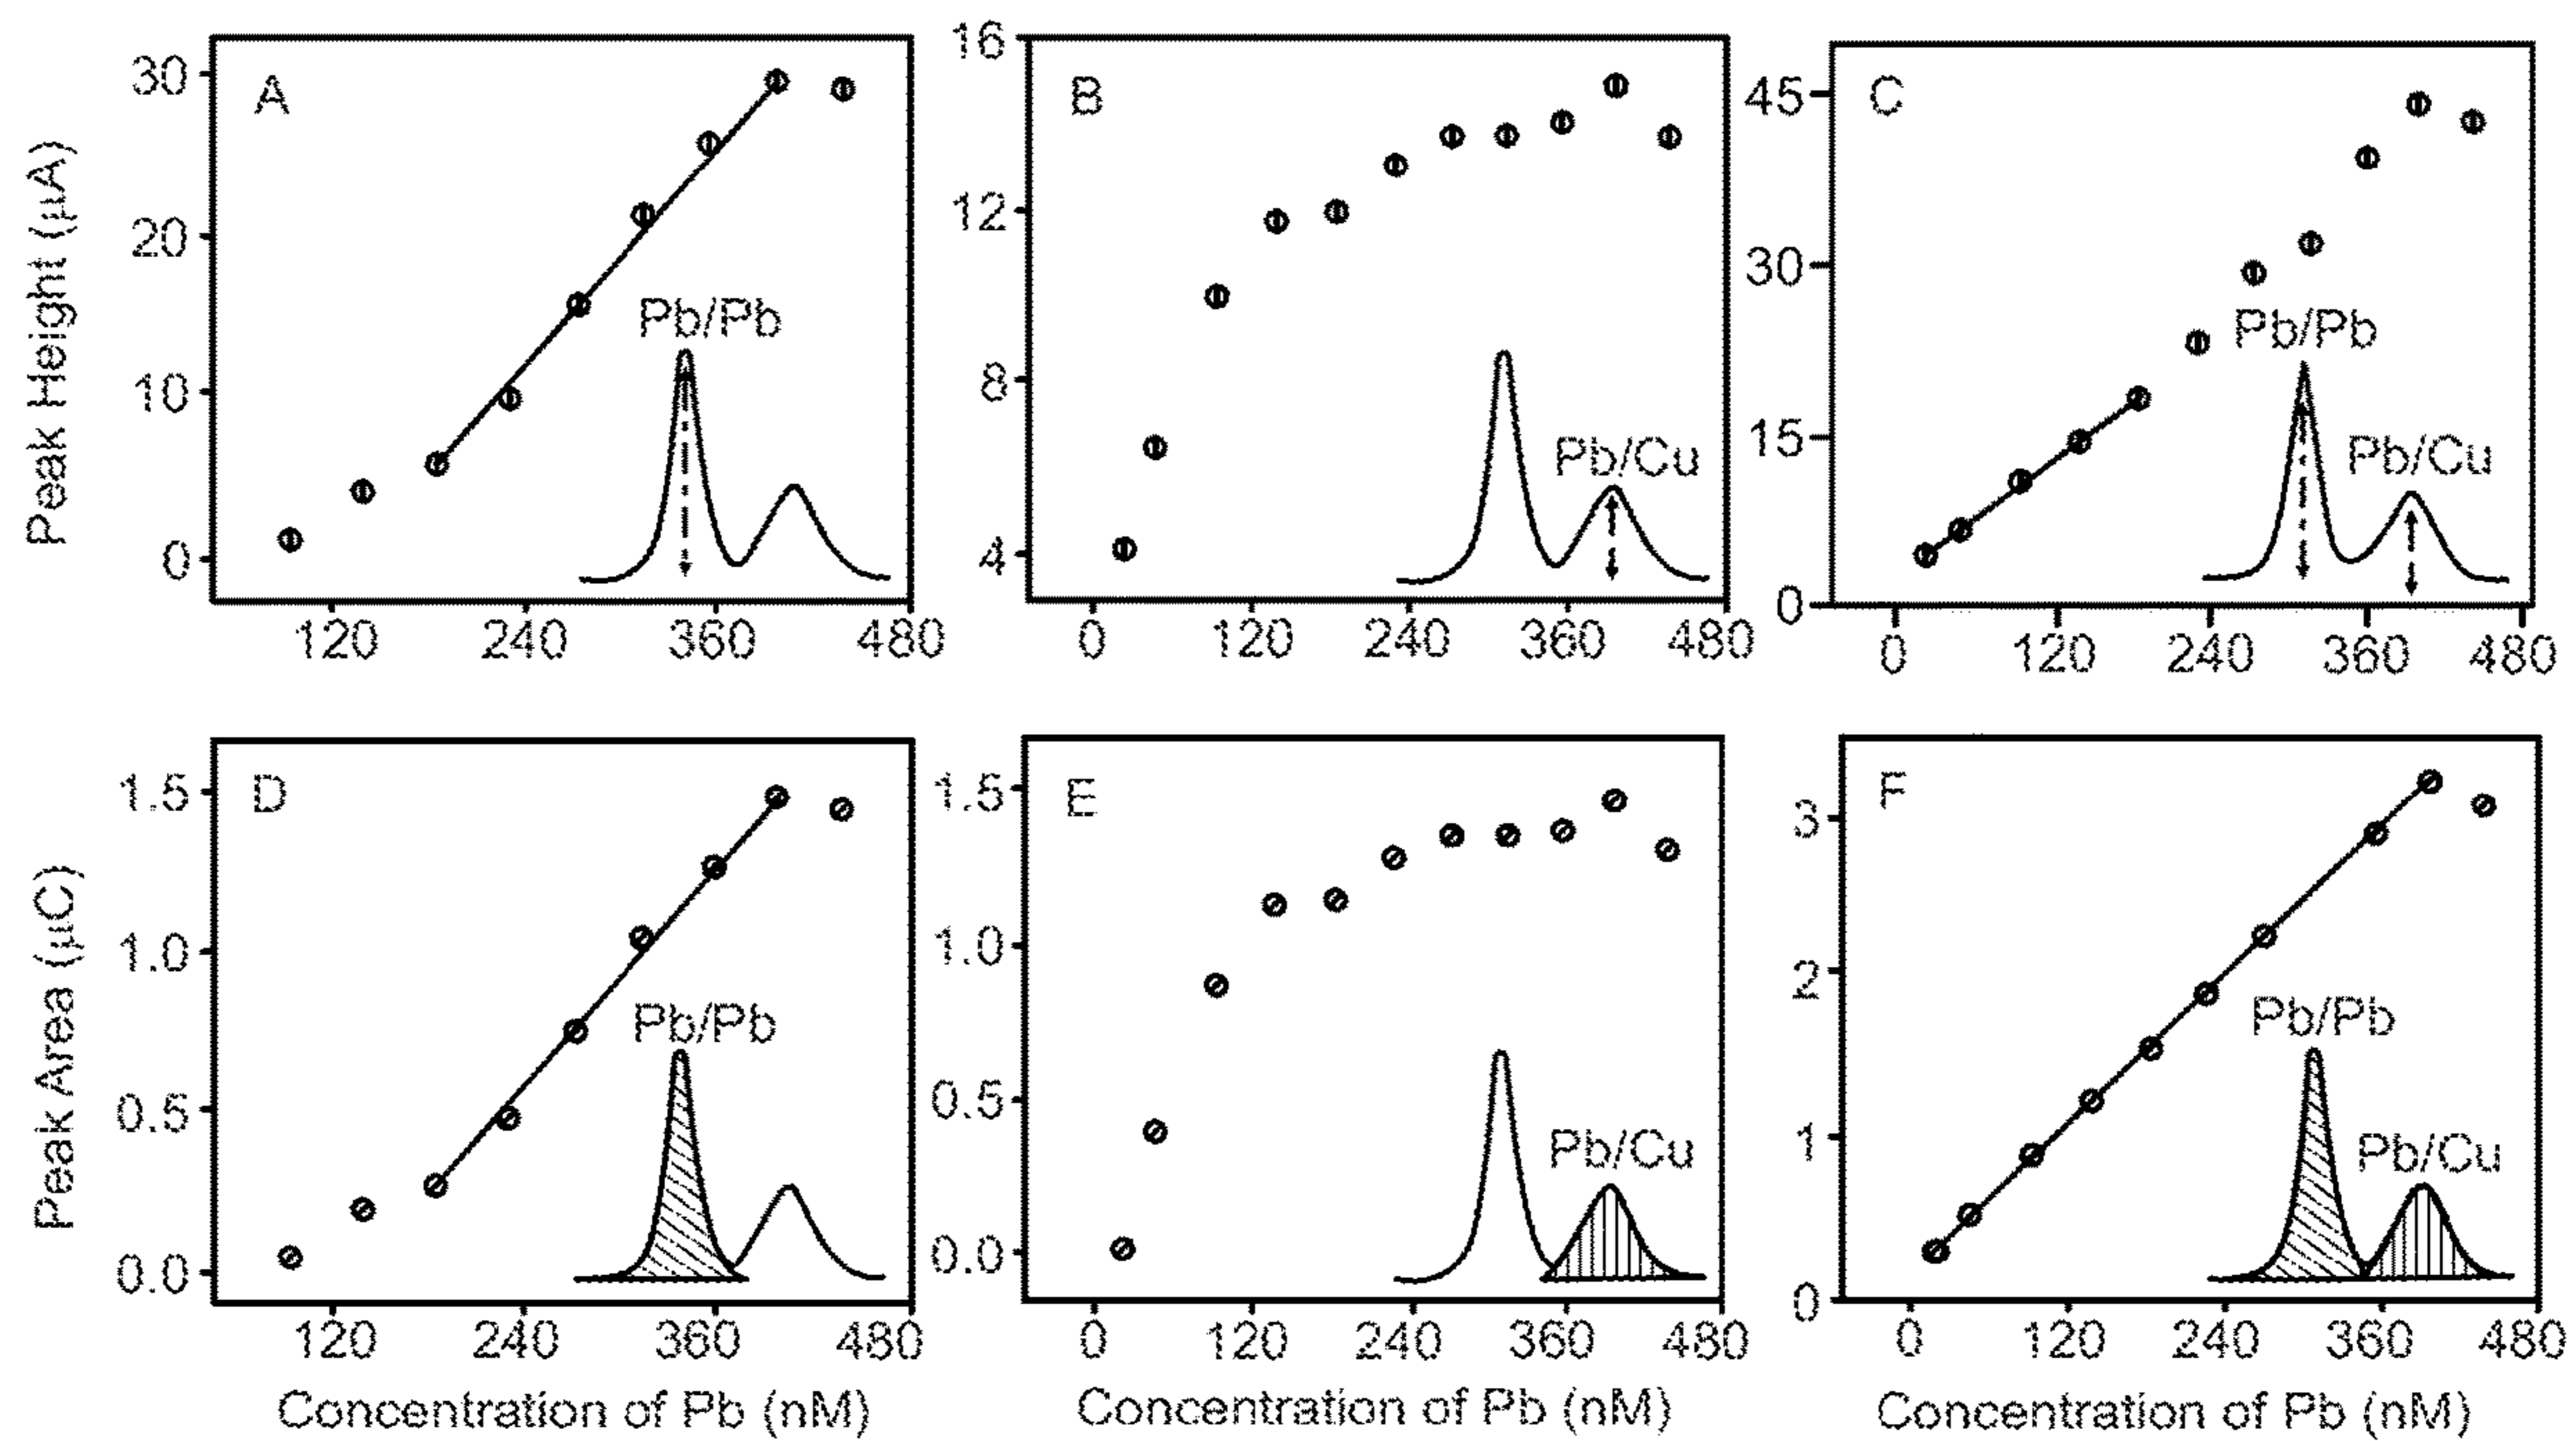 Peak Height (µA)
30
20
10
0
A
Pb/Pb
120 240 360 480
16
12
8
4
B
Pb/Cu
0 120 240 360 480
45
30
15
0
C
Pb/Pb
Pb/Cu
0 120 240 360 480
Peak Area (µC)
1.5
1.0
0.5
0.0
D
Pb/Pb
120 240 360 480
Concentration of Pb (nM)
1.5
1.0
0.5
0.0
E
Pb/Cu
0 120 240 360 480
Concentration of Pb (nM)
3
2
1
0
F
Pb/Pb
Pb/Cu
0 120 240 360 480
Concentration of Pb (nM)